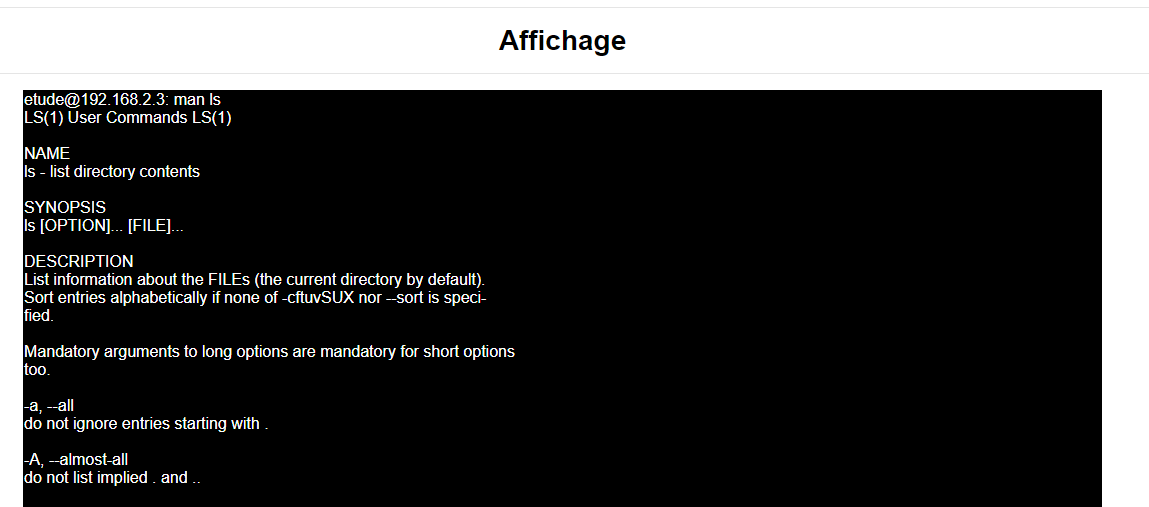 Affichage
etude@192.168.2.3: man ls
LS(1) User Commands LS(1)
NAME
ls - list directory contents
SYNOPSIS
ls [OPTION]... [FILE]...
DESCRIPTION
List information about the FILEs (the current directory by default).
Sort entries alphabetically if none of -cftuvSUX nor --sort is speci-
fied.
Mandatory arguments to long options are mandatory for short options
too.
-a, --all
do not ignore entries starting with .
-A, --almost-all
do not list implied . and ..